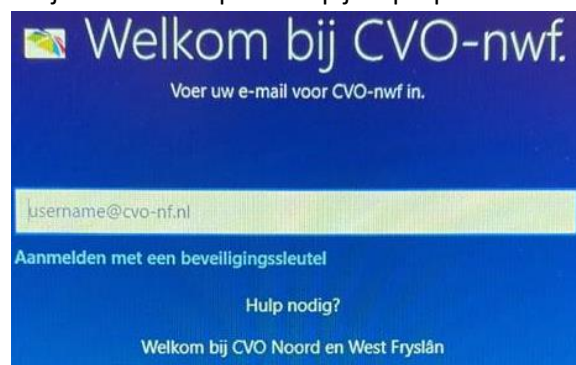 Welkom bij CVO-nwf.
Voer uw e-mail voor CVO-nwf in.
username@cvo-nf.nl
Aanmelden met een beveiligingssleutel
Hulp nodig?
Welkom bij CVO Noord en West Fryslân